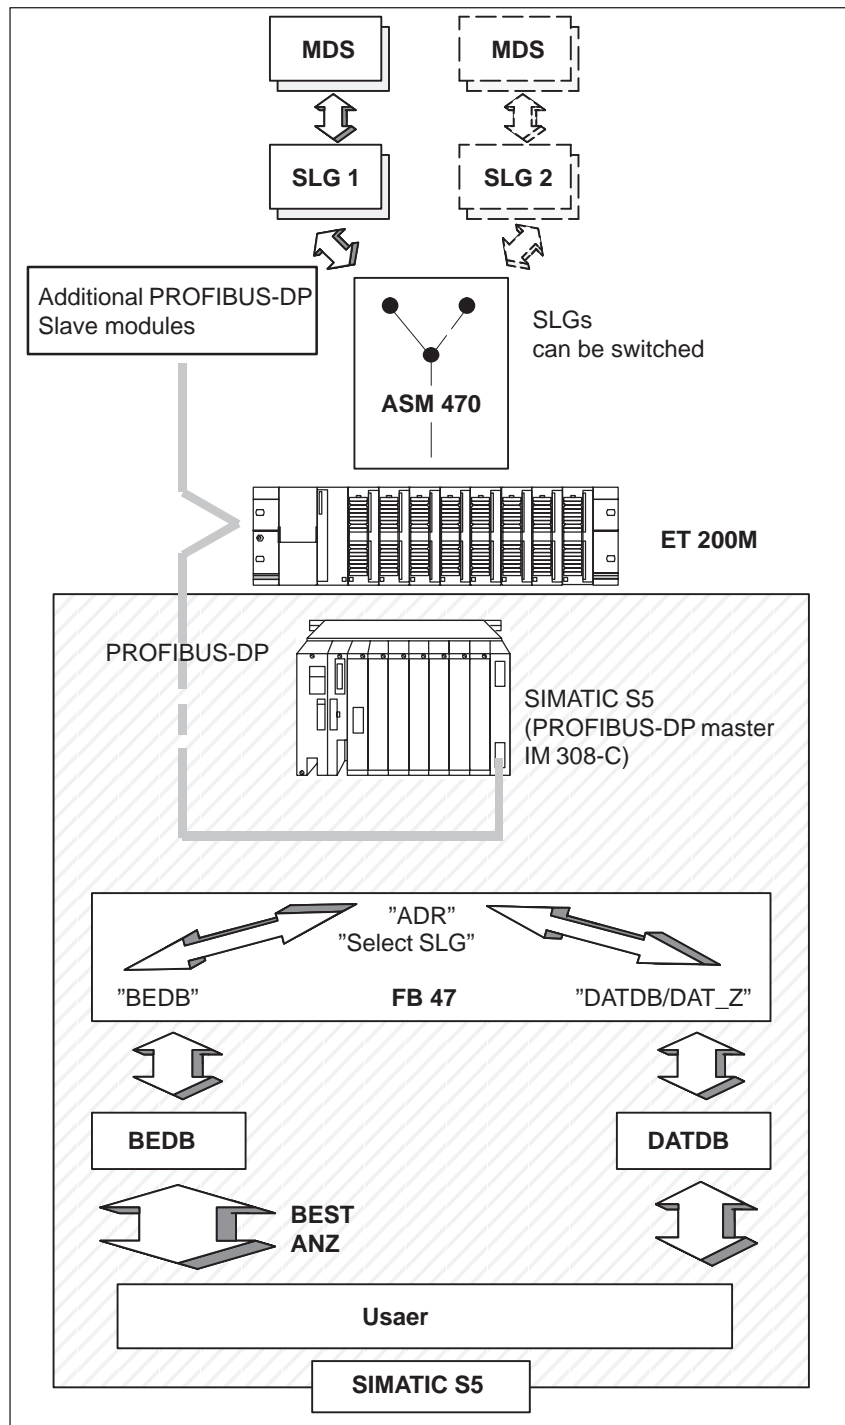 MDS
MDS
SLG 1
SLG 2
Additional PROFIBUS-DP
Slave modules
SLGs
can be switched
ASM 470
ET 200M
PROFIBUS-DP
SIMATIC S5
(PROFIBUS-DP master
IM 308-C)
”ADR”
”Select SLG”
”BEDB”
FB 47
”DATDB/DAT_Z”
BEDB
DATDB
BEST
ANZ
Usaer
SIMATIC S5